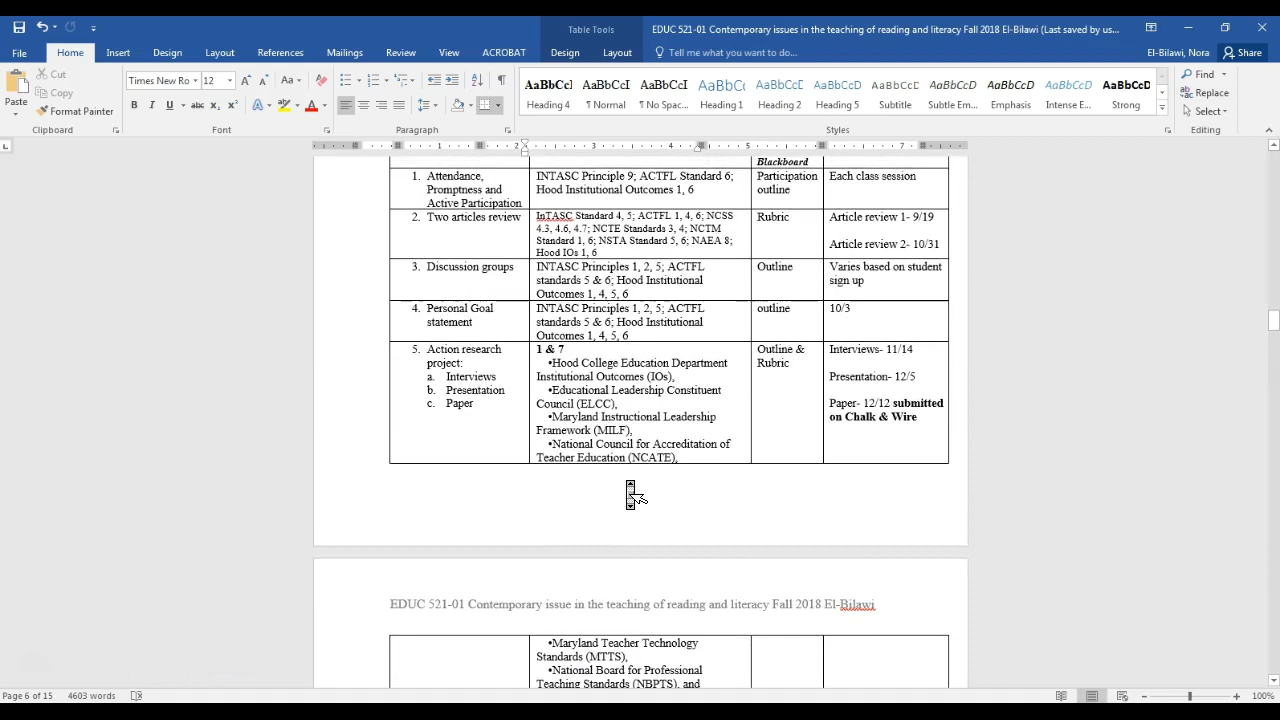 Table Tools
EDUC 521-01 Contemporary issues in the teaching of reading and literacy Fall 2018 El-Bilawi (Last saved by us...
File Home Insert Design Layout References Mailings Review View ACROBAT Design Layout Tell me what you want to do... El-Bilawi, Nora Share
Paste
Cut
Copy
Format Painter
Clipboard
Times New Ro 12
Font
Paragraph
AaBbCcI AaBbCcI AaBbCcI AaBbC( AaBbCcI AaBbCcI AaBbCcD AaBbCcD AaBbCcD AaBbCcD AaBbCcD
Heading 4 ¶ Normal ¶ No Spac... Heading 1 Heading 2 Heading 5 Subtitle Subtle Em... Emphasis Intense E... Strong
Styles
Find
Replace
Select
Editing
1 2 3 4 5 6 7
Blackboard
1. Attendance, Promptness and Active Participation
INTASC Principle 9; ACTFL Standard 6;
Hood Institutional Outcomes 1, 6
Participation outline
Each class session
2. Two articles review
InTASC Standard 4, 5; ACTFL 1, 4, 6; NCSS
4.3, 4.6, 4.7; NCTE Standards 3, 4; NCTM
Standard 1, 6; NSTA Standard 5, 6; NAEA 8;
Hood IOs 1, 6
Rubric
Article review 1- 9/19
Article review 2- 10/31
3. Discussion groups
INTASC Principles 1, 2, 5; ACTFL
standards 5 & 6; Hood Institutional
Outcomes 1, 4, 5, 6
Outline
Varies based on student
sign up
4. Personal Goal
statement
INTASC Principles 1, 2, 5; ACTFL
standards 5 & 6; Hood Institutional
Outcomes 1, 4, 5, 6
outline
10/3
5. Action research
project:
a. Interviews
b. Presentation
c. Paper
1 & 7
•Hood College Education Department
Institutional Outcomes (IOs),
•Educational Leadership Constituent
Council (ELCC),
•Maryland Instructional Leadership
Framework (MILF),
•National Council for Accreditation of
Teacher Education (NCATE),
Outline &
Rubric
Interviews- 11/14
Presentation- 12/5
Paper- 12/12 submitted
on Chalk & Wire
EDUC 521-01 Contemporary issue in the teaching of reading and literacy Fall 2018 El-Bilawi
•Maryland Teacher Technology
Standards (MTTS),
•National Board for Professional
Teaching Standards (NBPTS), and
Page 6 of 15 4603 words 100%